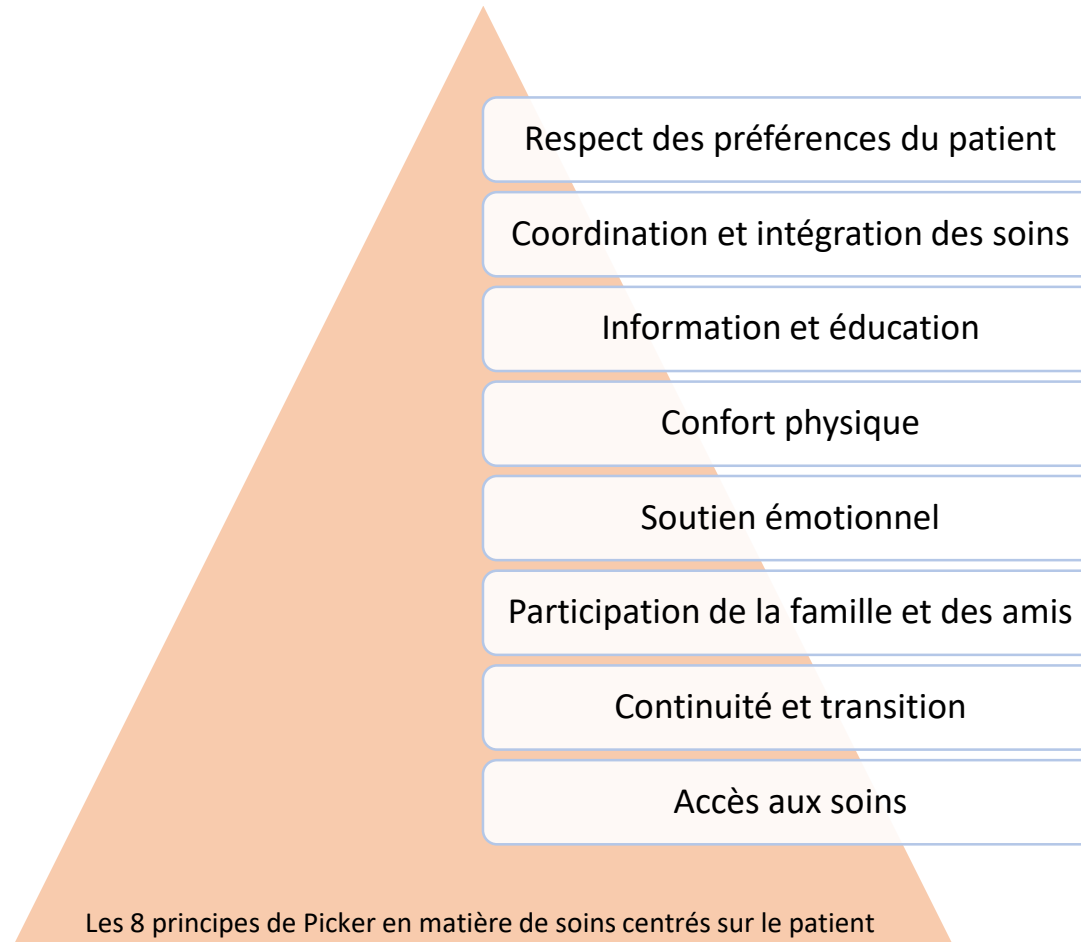 Respect des préférences du patient
Coordination et intégration des soins
Information et éducation
Confort physique
Soutien émotionnel
Participation de la famille et des amis
Continuité et transition
Accès aux soins
Les 8 principes de Picker en matière de soins centrés sur le patient